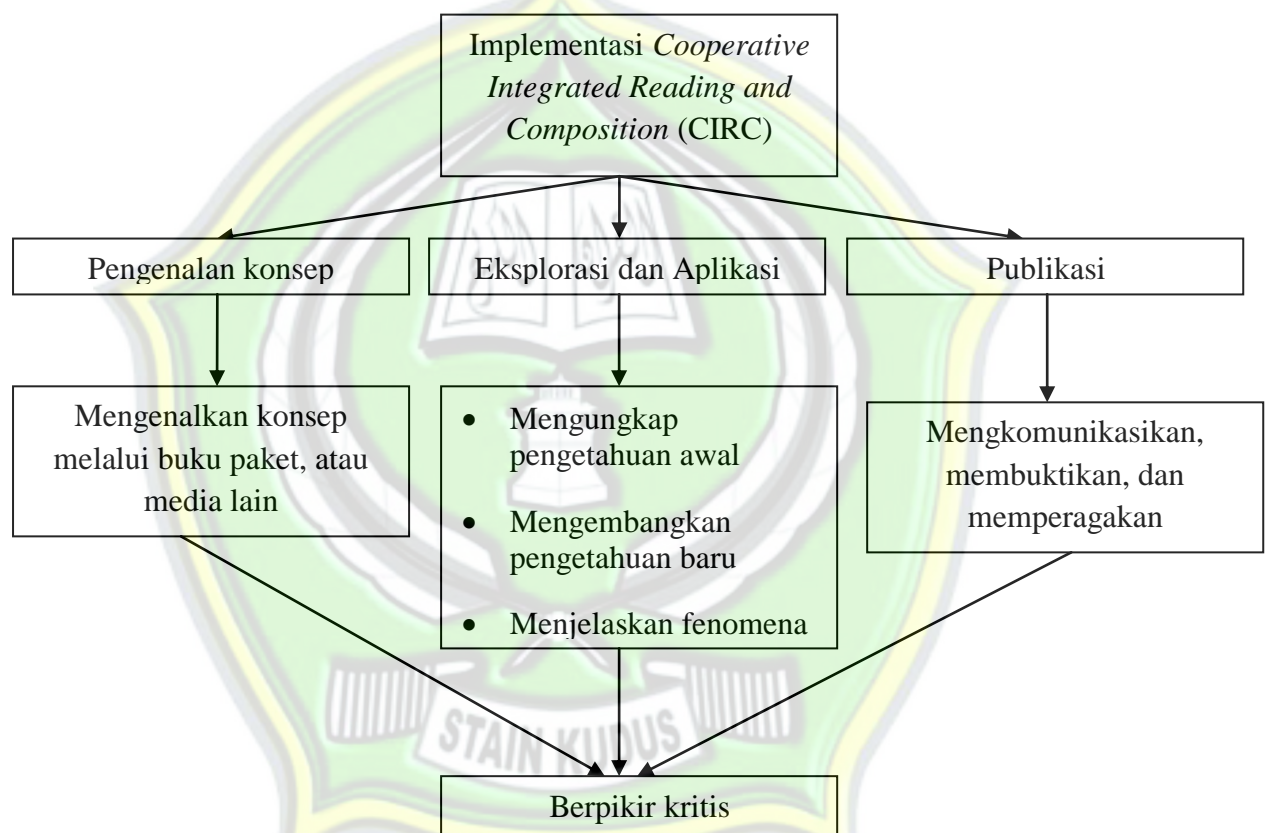 Implementasi Cooperative
Integrated Reading and
Composition (CIRC)
Pengenalan konsep
Eksplorasi dan Aplikasi
Publikasi
Mengenalkan konsep
melalui buku paket, atau
media lain
• Mengungkap
pengetahuan awal
• Mengembangkan
pengetahuan baru
• Menjelaskan fenomena
Mengkomunikasikan,
membuktikan, dan
memperagakan
STAIN KUDUS
Berpikir kritis